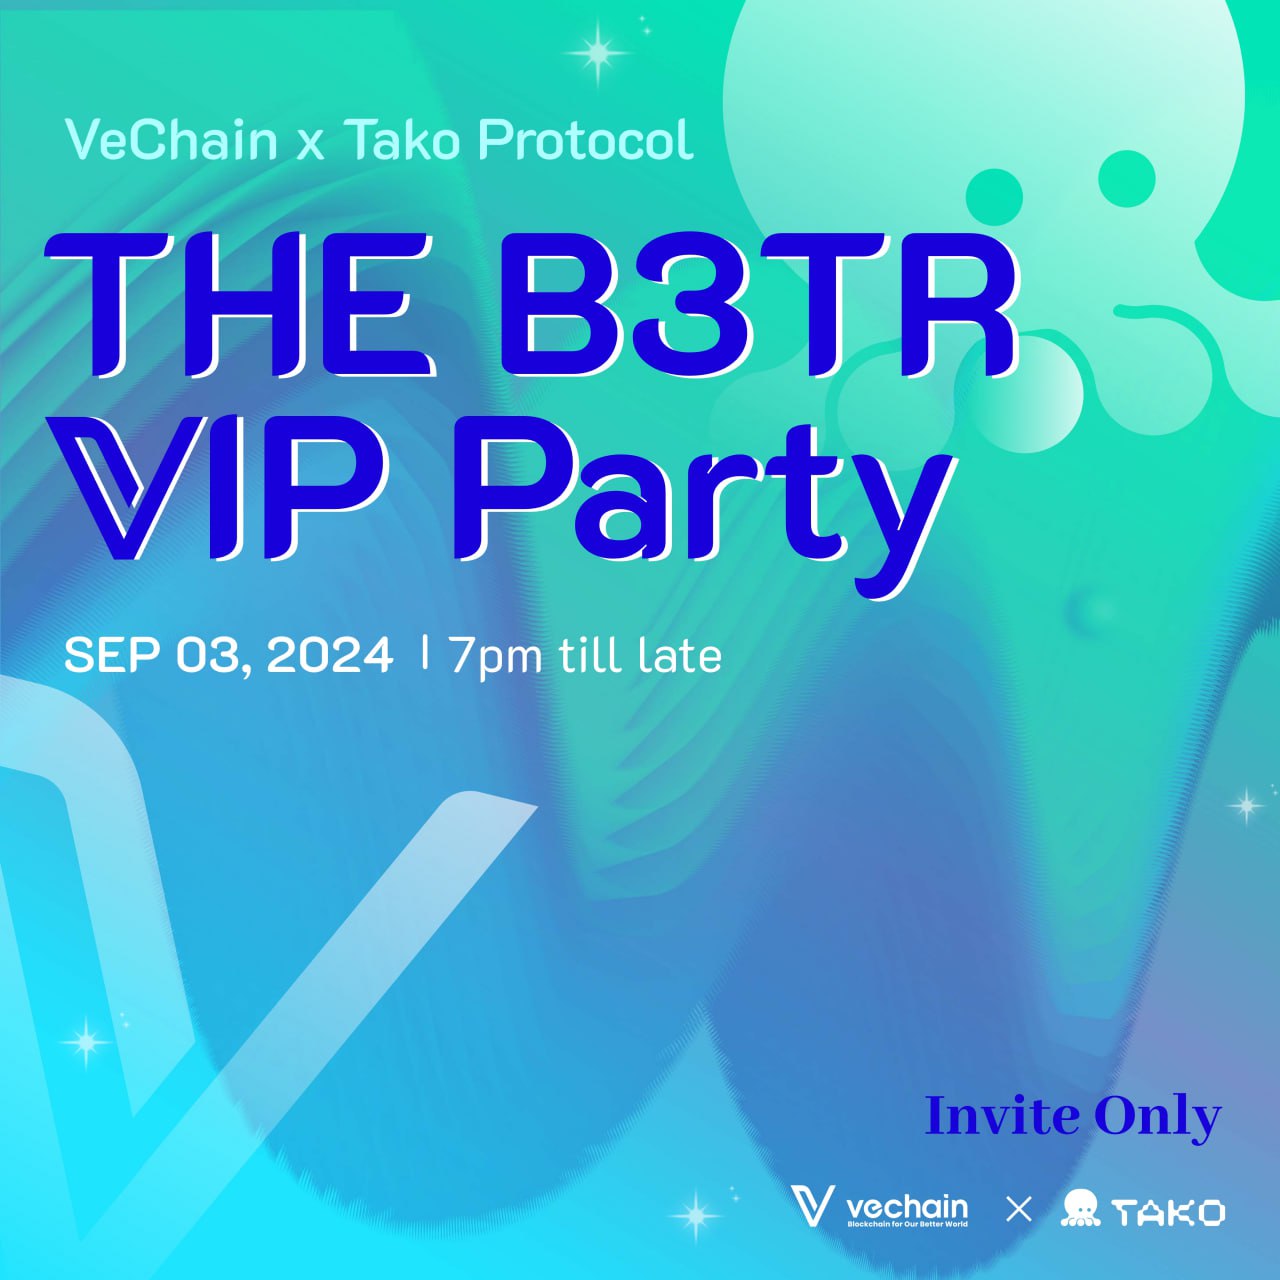 VeChain x Tako Protocol
THE B3TR
VIP Party
SEP 03, 2024 | 7pm till late
Invite Only
vechain
Blockchain for Our Better World
TAKO